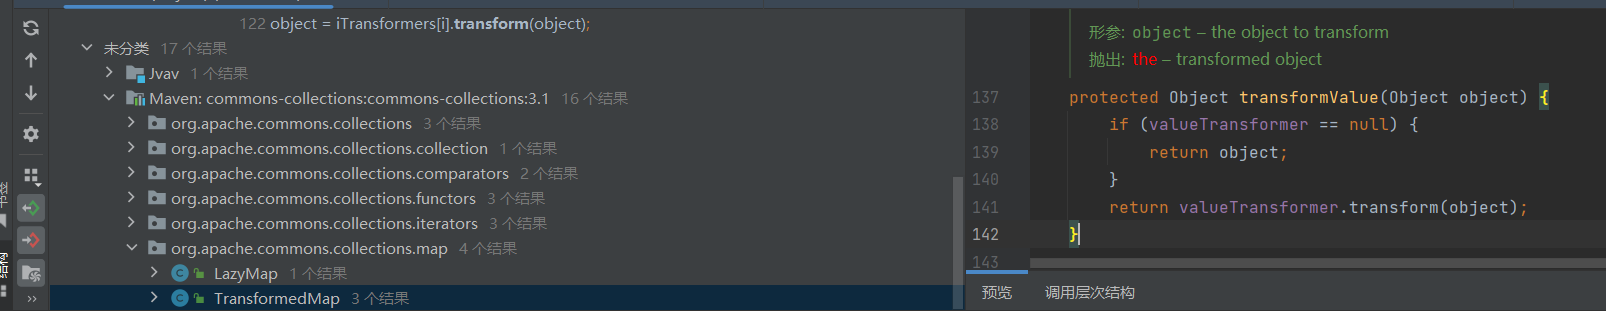 122 object = iTransformers[i].transform(object);
未分类 17 个结果
Jvav 1 个结果
Maven: commons-collections:commons-collections:3.1 16 个结果
org.apache.commons.collections 3 个结果
org.apache.commons.collections.collection 1 个结果
org.apache.commons.collections.comparators 2 个结果
org.apache.commons.collections.functors 3 个结果
org.apache.commons.collections.iterators 3 个结果
org.apache.commons.collections.map 4 个结果
LazyMap 1 个结果
TransformedMap 3 个结果
书签
结构
形参: object – the object to transform
抛出: the – transformed object
137 protected Object transformValue(Object object) {
138 if (valueTransformer == null) {
139 return object;
140 }
141 return valueTransformer.transform(object);
142 }
143
预览 调用层次结构